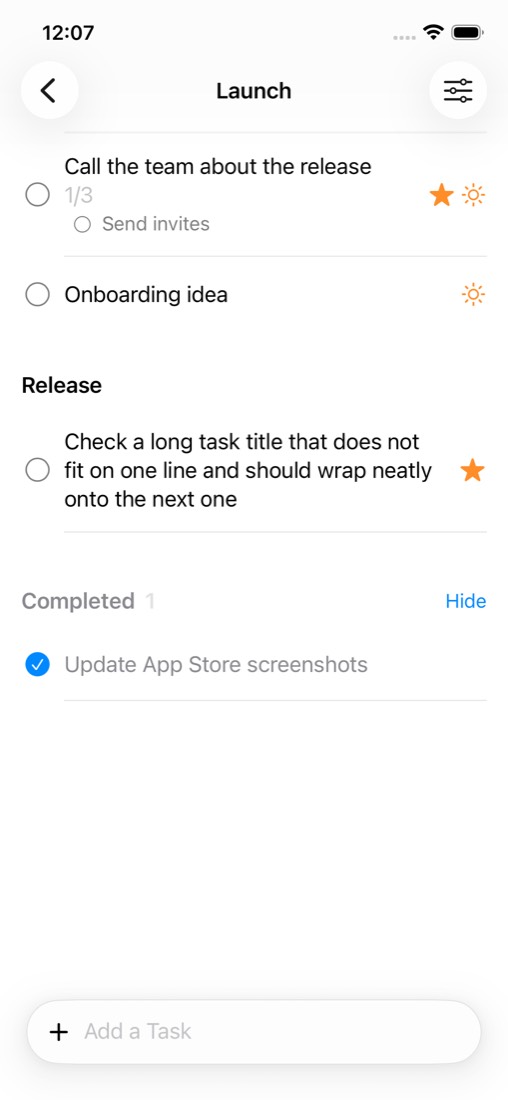 12:07
Launch
Call the team about the release
1/3
Send invites
Onboarding idea
Release
Check a long task title that does not
fit on one line and should wrap neatly
onto the next one
Completed 1
Hide
Update App Store screenshots
Add a Task